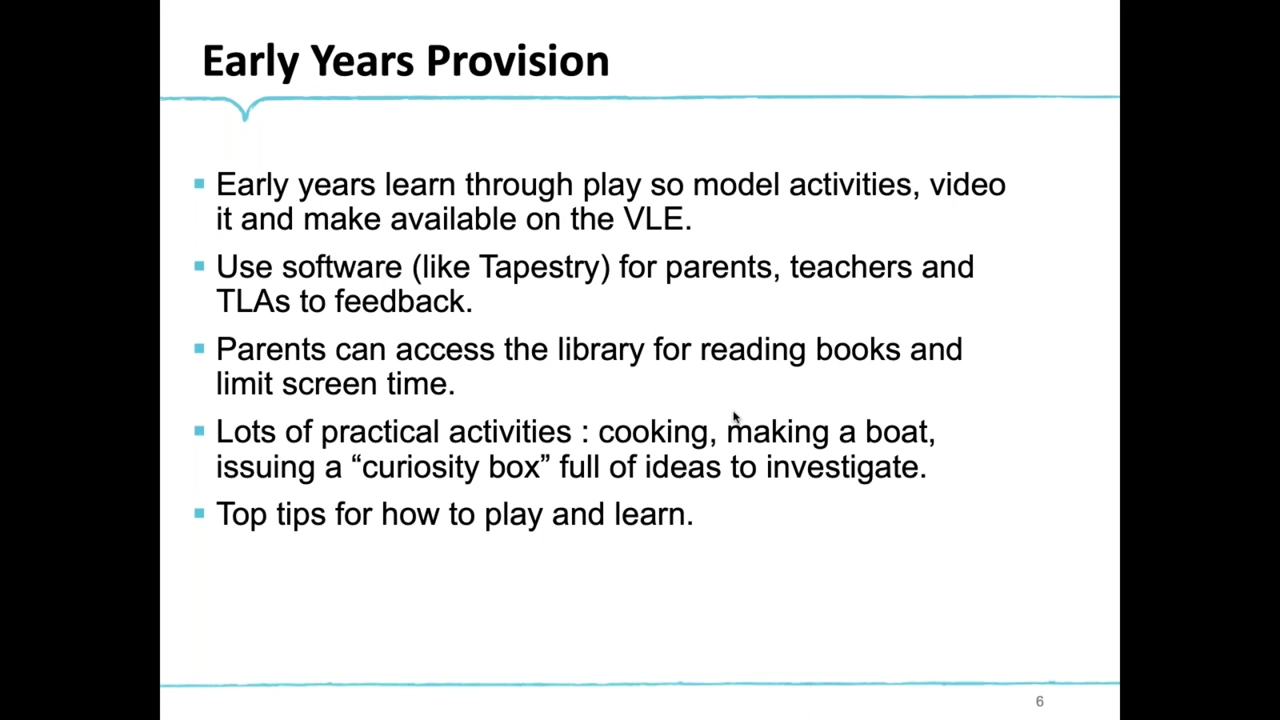 Early Years Provision
Early years learn through play so model activities, video
it and make available on the VLE.
Use software (like Tapestry) for parents, teachers and
TLAs to feedback.
Parents can access the library for reading books and
limit screen time.
Lots of practical activities : cooking, making a boat,
issuing a “curiosity box” full of ideas to investigate.
Top tips for how to play and learn.
6